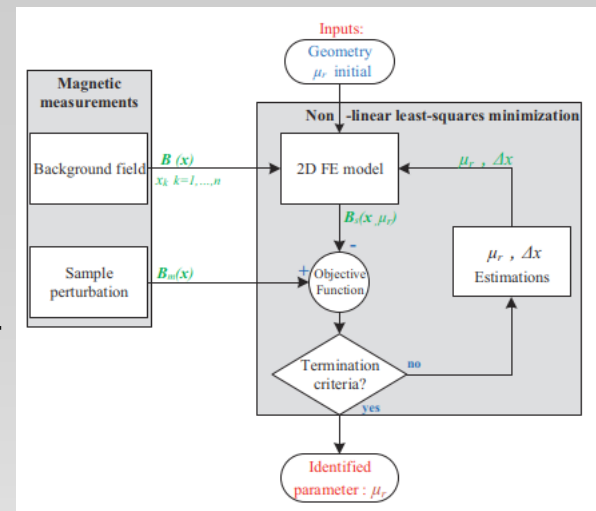 Inputs:
Geometry
μr initial
Magnetic
measurements
Non -linear least-squares minimization
Background field
B (x)
xk k=1,...,n
2D FE model
μr , Δx
Bs(x ,μr)
-
Sample
perturbation
Bm(x)
+
Objective
Function
μr , Δx
Estimations
Termination
criteria?
no
yes
Identified
parameter : μr